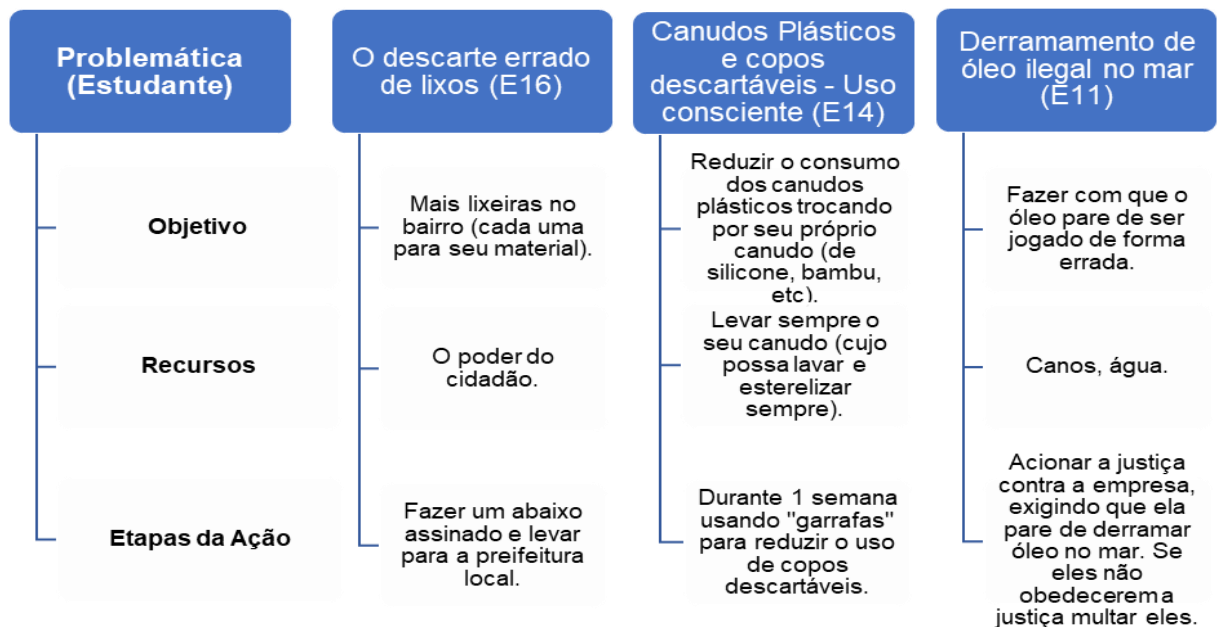 Problemática
(Estudante)
Objetivo
Recursos
Etapas da Ação
O descarte errado
de lixos (E16)
Mais lixeiras no
bairro (cada uma
para seu material).
O poder do
cidadão.
Fazer um abaixo
assinado e levar
para a preifeitura
local.
Canudos Plásticos
e copos
descartáveis - Uso
consciente (E14)
Reduzir o consumo
dos canudos
plásticos trocando
por seu próprio
canudo (de
silicone, bambu,
etc).
Levar sempre o
seu canudo (cujo
possa lavar e
esterelizar
sempre).
Durante 1 semana
usando "garrafas"
para reduzir o uso
de copos
descartáveis.
Derramamento de
óleo ilegal no mar
(E11)
Fazer com que o
óleo pare de ser
jogado de forma
errada.
Canos, água.
Acionar a justiça
contra a empresa,
exigindo que ela
pare de derramar
óleo no mar. Se
eles não
obedecerem a
justiça multar eles.